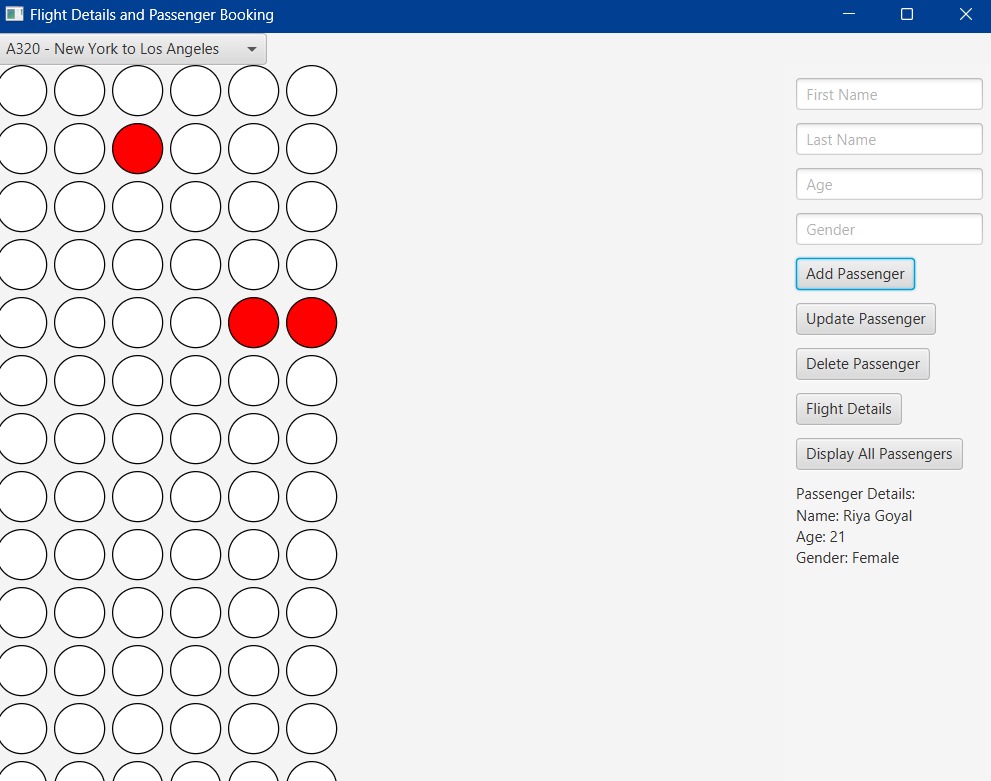 Flight Details and Passenger Booking
A320 - New York to Los Angeles
First Name
Last Name
Age
Gender
Add Passenger
Update Passenger
Delete Passenger
Flight Details
Display All Passengers
Passenger Details:
Name: Riya Goyal
Age: 21
Gender: Female